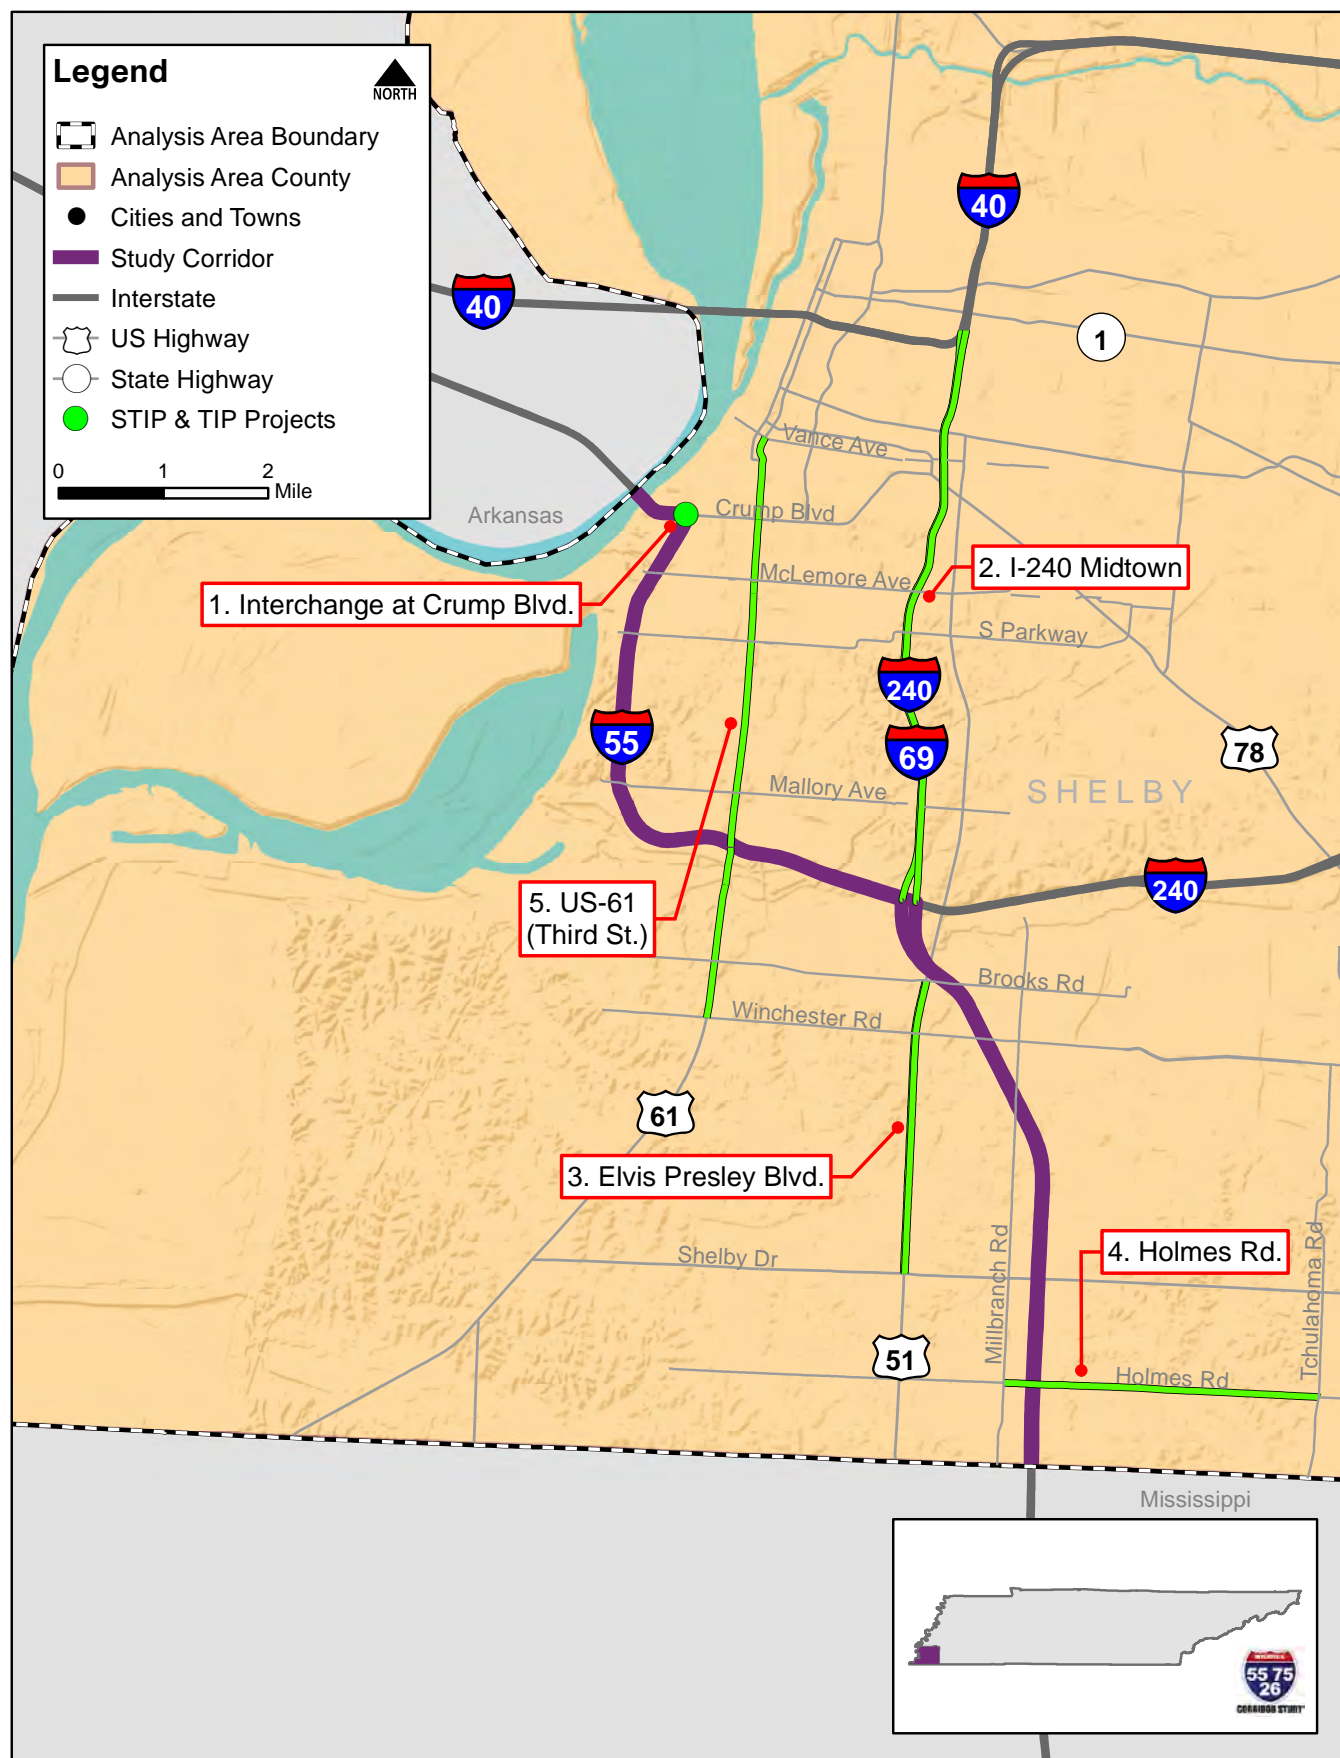 Legend
NORTH
Analysis Area Boundary
Analysis Area County
Cities and Towns
Study Corridor
Interstate
US Highway
State Highway
STIP & TIP Projects
0 1 2
Mile
40
40
1
Vance Ave
Arkansas
Crump Blvd
McLemore Ave
2. I-240 Midtown
1. Interchange at Crump Blvd.
S Parkway
240
55
69
78
Mallory Ave
SHELBY
240
5. US-61
(Third St.)
Brooks Rd
Winchester Rd
61
3. Elvis Presley Blvd.
Shelby Dr
Millbranch Rd
4. Holmes Rd.
Tchulahoma Rd
51
Holmes Rd
Mississippi
INTERSTATE
55 75
26
CORRIDOR STUDY